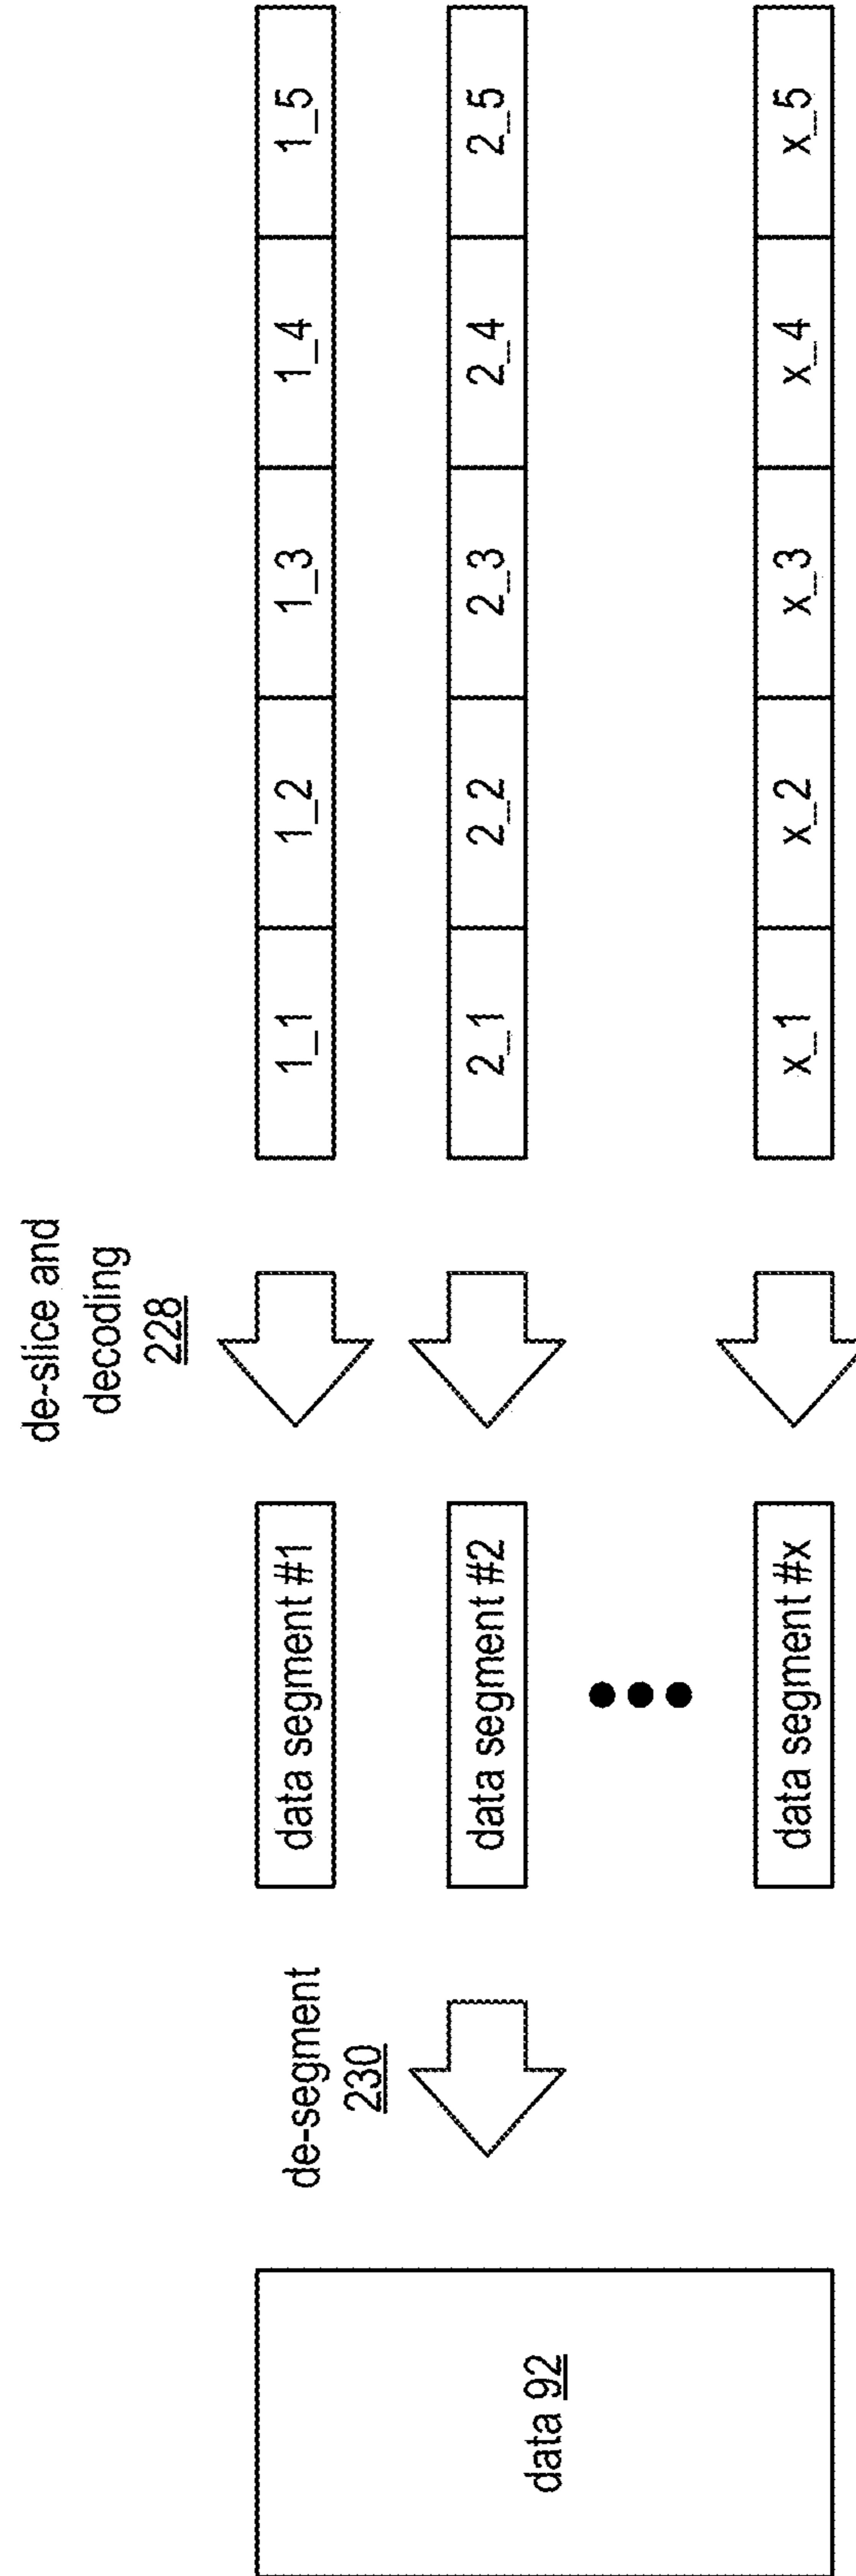 de-slice and
decoding
228
1_1 1_2 1_3 1_4 1_5
2_1 2_2 2_3 2_4 2_5
x_1 x_2 x_3 x_4 x_5
data segment #1
data segment #2
data segment #x
de-segment
230
data 92